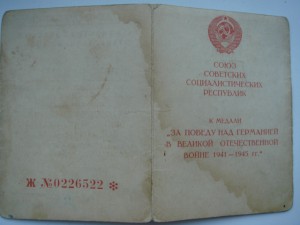 СОЮЗ
СОВЕТСКИХ
СОЦИАЛИСТИЧЕСКИХ
РЕСПУБЛИК
К МЕДАЛИ
„ЗА ПОБЕДУ НАД ГЕРМАНИЕЙ
В ВЕЛИКОЙ ОТЕЧЕСТВЕННОЙ
ВОЙНЕ 1941–1945 гг.“
Ж №0226522 ✻